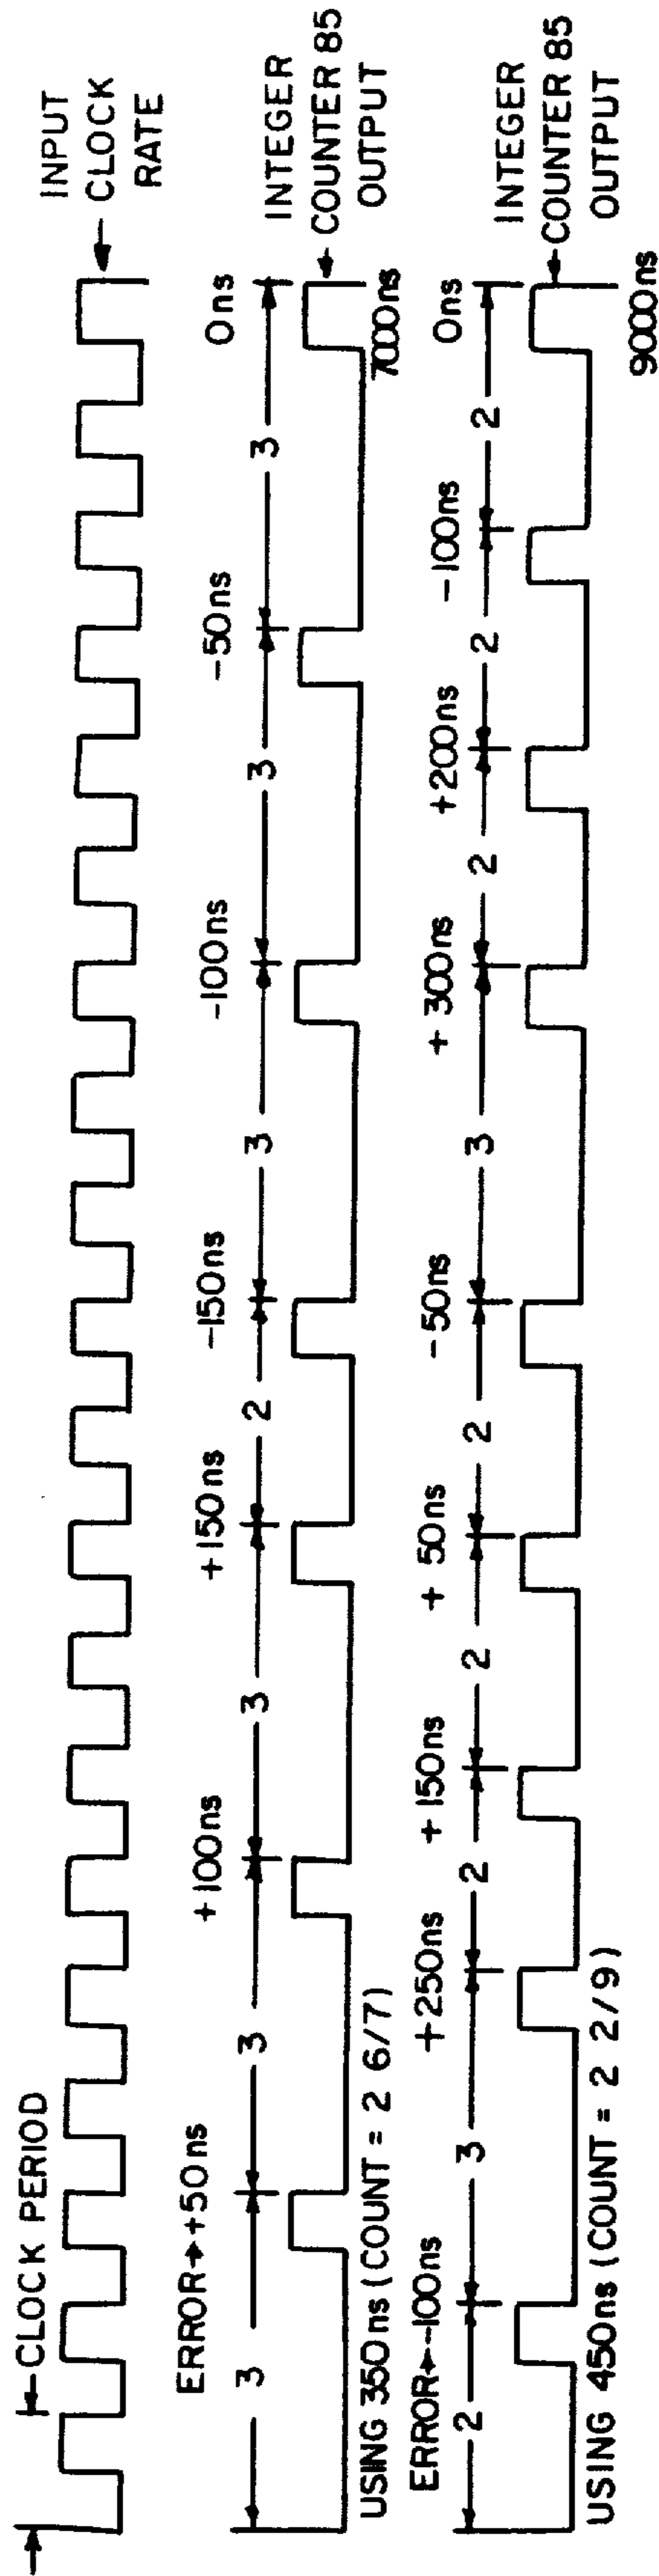 CLOCK PERIOD
INPUT
CLOCK
RATE
ERROR→+50ns +100ns +150ns -150ns -100ns -50ns 0ns
3 3 3 2 3 3 3
INTEGER
COUNTER 85
OUTPUT
USING 350ns (COUNT = 2 6/7) 7000ns
ERROR→-100ns +250ns +150ns +50ns -50ns +300ns +200ns -100ns 0ns
2 3 2 2 2 3 2 2 2
INTEGER
COUNTER 85
OUTPUT
USING 450ns (COUNT = 2 2/9) 9000ns